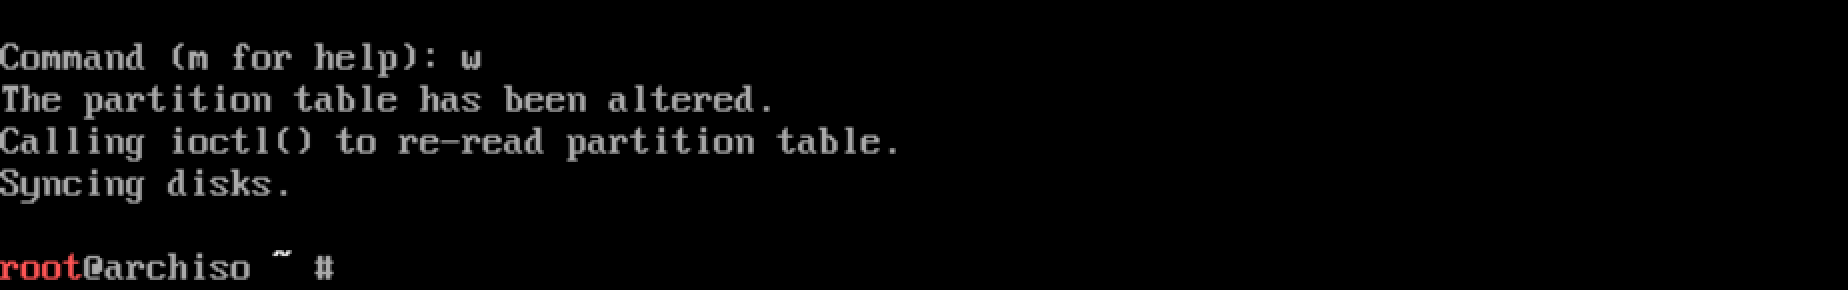 Command (m for help): w
The partition table has been altered.
Calling ioctl() to re-read partition table.
Syncing disks.
root@archiso ~ #